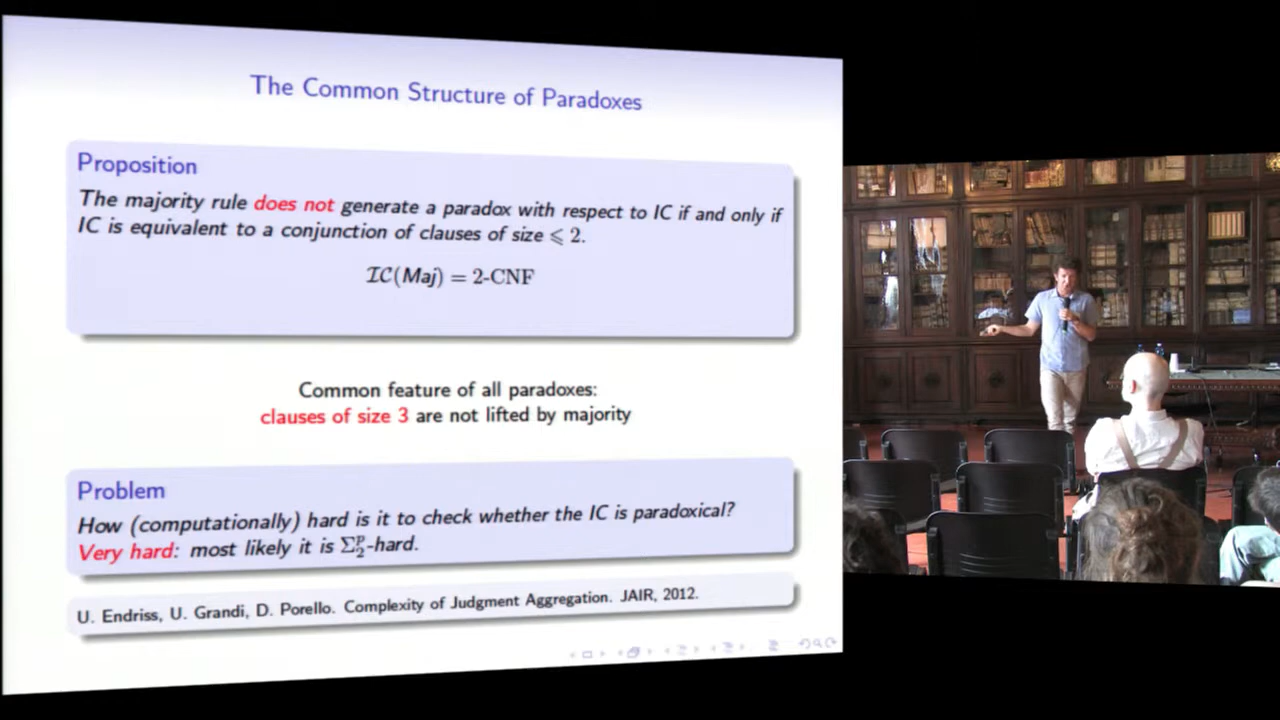 The Common Structure of Paradoxes
Proposition
The majority rule does not generate a paradox with respect to IC if and only if
IC is equivalent to a conjunction of clauses of size ⩽ 2.
𝓘𝓒(Maj) = 2-CNF
Common feature of all paradoxes:
clauses of size 3 are not lifted by majority
Problem
How (computationally) hard is it to check whether the IC is paradoxical?
Very hard: most likely it is Σ₂ᵖ-hard.
U. Endriss, U. Grandi, D. Porello. Complexity of Judgment Aggregation. JAIR, 2012.